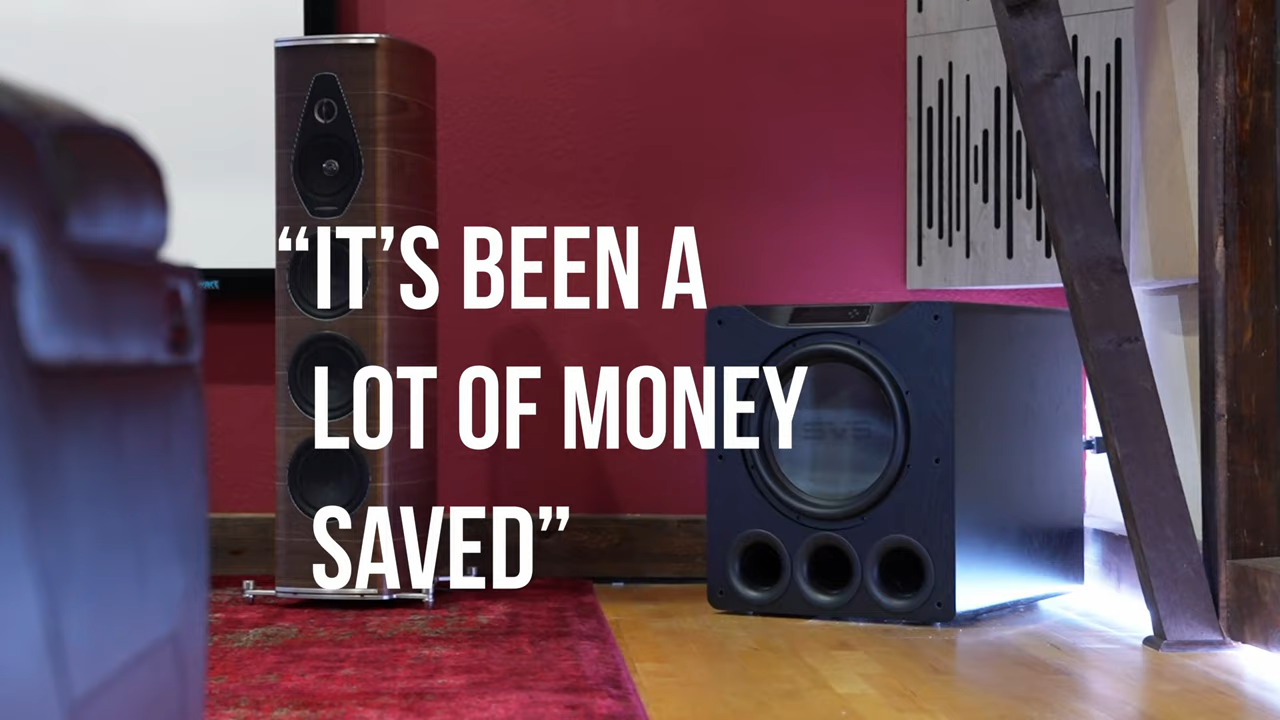 “IT’S BEEN A
LOT OF MONEY
SAVED”